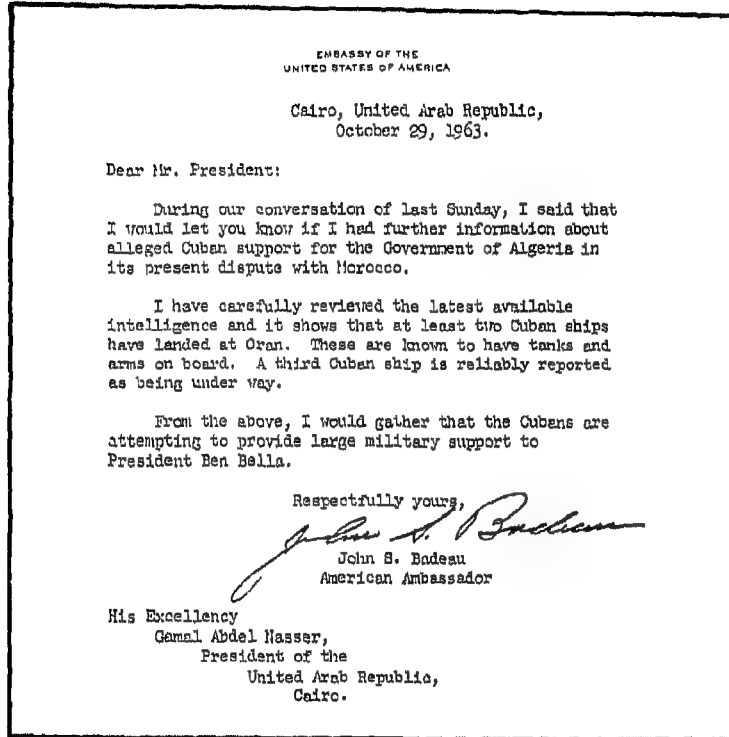 EMBASSY OF THE
UNITED STATES OF AMERICA
Cairo, United Arab Republic,
October 29, 1963.
Dear Mr. President:
During our conversation of last Sunday, I said that
I would let you know if I had further information about
alleged Cuban support for the Government of Algeria in
its present dispute with Morocco.
I have carefully reviewed the latest available
intelligence and it shows that at least two Cuban ships
have landed at Oran. These are known to have tanks and
arms on board. A third Cuban ship is reliably reported
as being under way.
From the above, I would gather that the Cubans are
attempting to provide large military support to
President Ben Bella.
Respectfully yours,
John S. Badeau
John S. Badeau
American Ambassador
His Excellency
Gamal Abdel Nasser,
President of the
United Arab Republic,
Cairo.